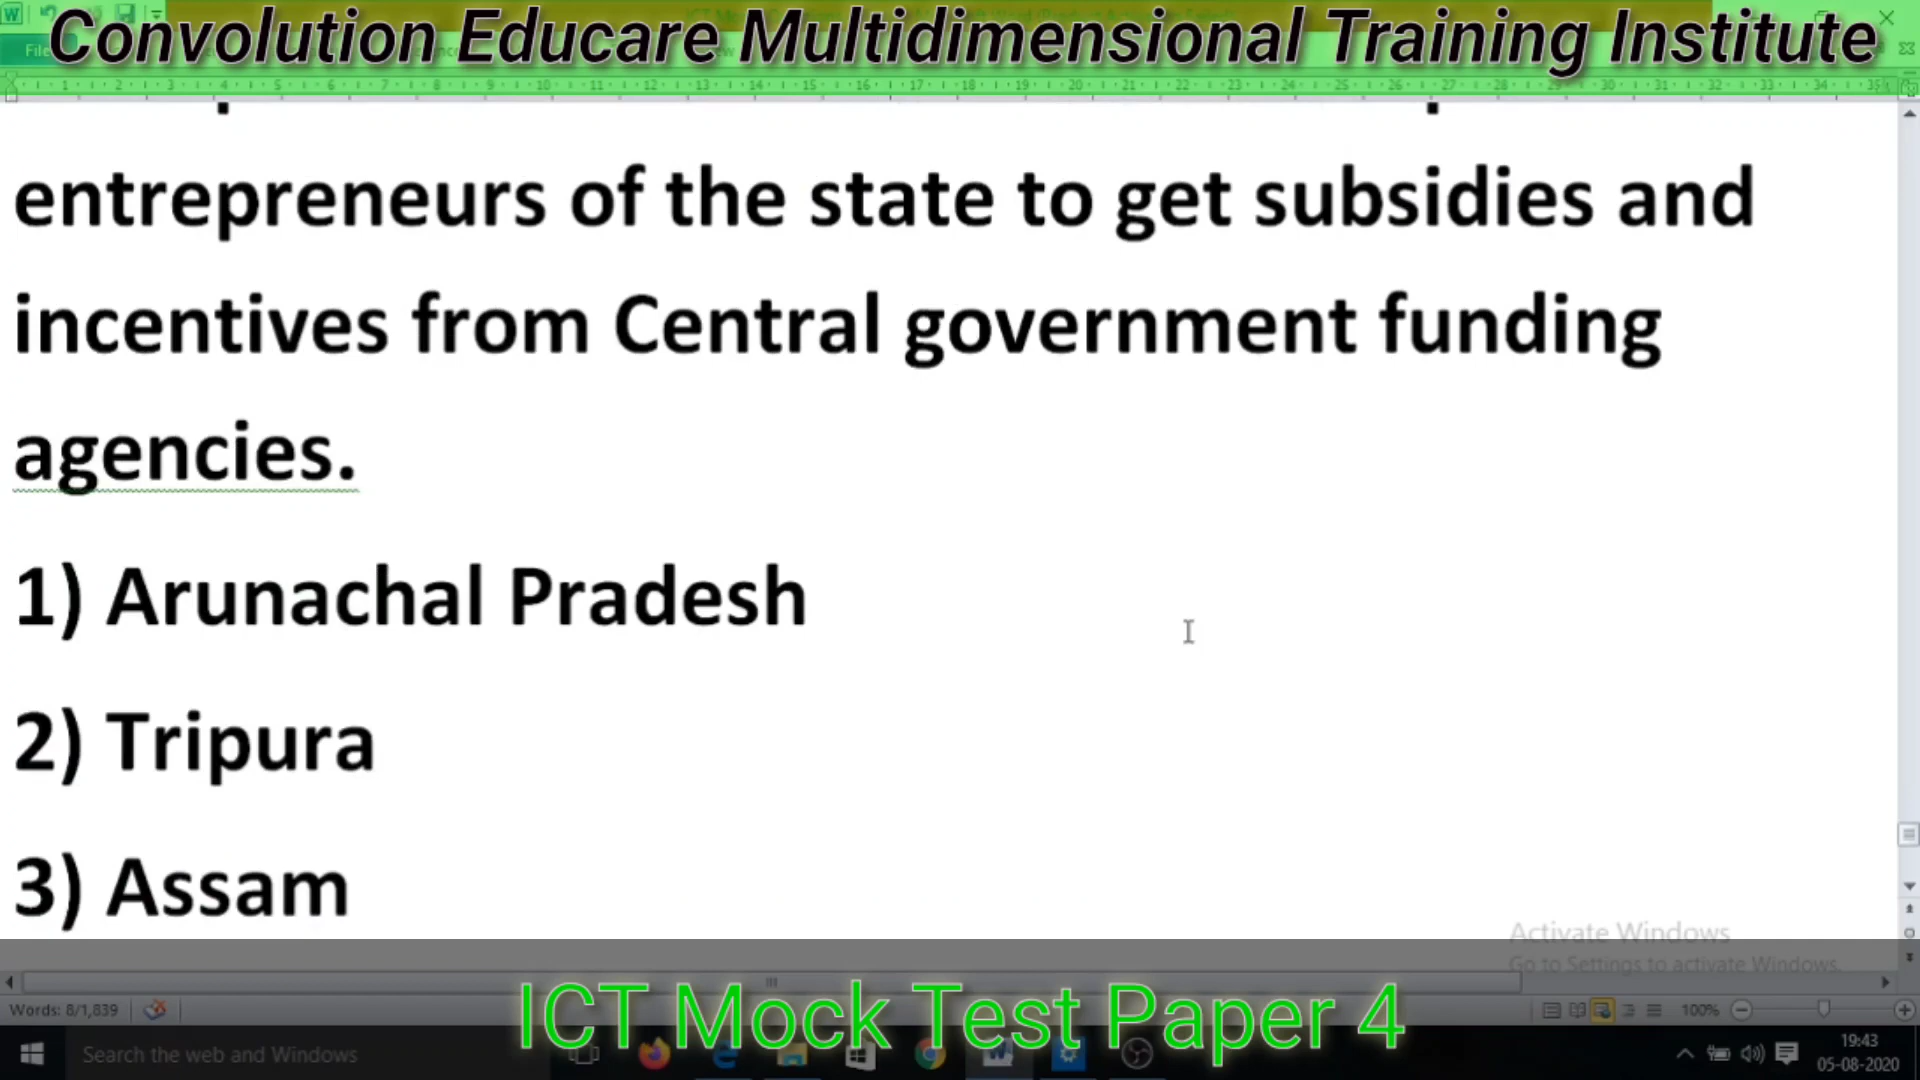 Convolution Educare Multidimensional Training Institute
File
entrepreneurs of the state to get subsidies and
incentives from Central government funding
agencies.
1) Arunachal Pradesh
2) Tripura
3) Assam
Activate Windows
Go to Settings to activate Windows.
Words: 8/1,839
100%
ICT Mock Test Paper 4
Search the web and Windows
19:43
05-08-2020